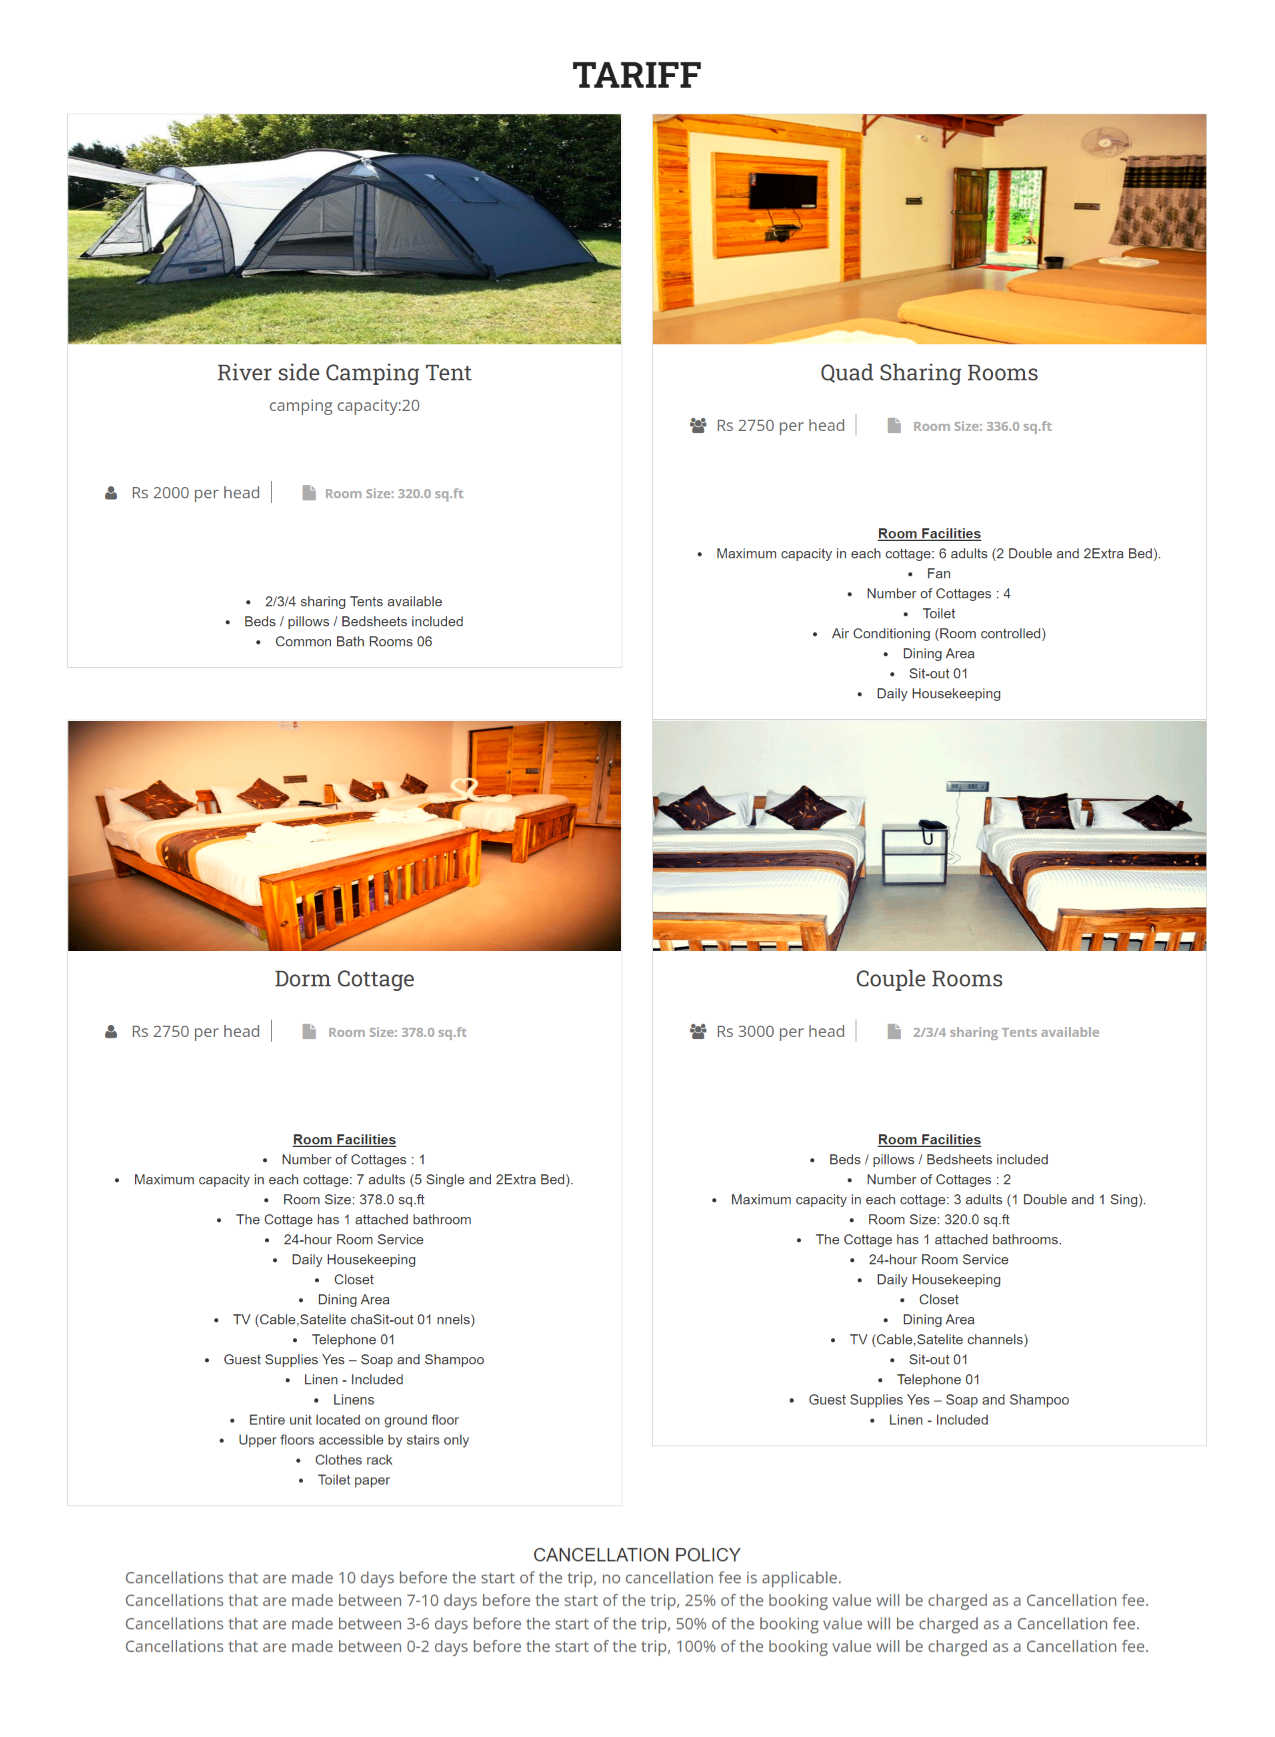 TARIFF
River side Camping Tent
camping capacity:20
Rs 2000 per head
Room Size: 320.0 sq.ft
2/3/4 sharing Tents available
Beds / pillows / Bedsheets included
Common Bath Rooms 06
Quad Sharing Rooms
Rs 2750 per head
Room Size: 336.0 sq.ft
Room Facilities
Maximum capacity in each cottage: 6 adults (2 Double and 2Extra Bed).
Fan
Number of Cottages : 4
Toilet
Air Conditioning (Room controlled)
Dining Area
Sit-out 01
Daily Housekeeping
Dorm Cottage
Rs 2750 per head
Room Size: 378.0 sq.ft
Room Facilities
Number of Cottages : 1
Maximum capacity in each cottage: 7 adults (5 Single and 2Extra Bed).
Room Size: 378.0 sq.ft
The Cottage has 1 attached bathroom
24-hour Room Service
Daily Housekeeping
Closet
Dining Area
TV (Cable,Satelite chaSit-out 01 nnels)
Telephone 01
Guest Supplies Yes – Soap and Shampoo
Linen - Included
Linens
Entire unit located on ground floor
Upper floors accessible by stairs only
Clothes rack
Toilet paper
Couple Rooms
Rs 3000 per head
2/3/4 sharing Tents available
Room Facilities
Beds / pillows / Bedsheets included
Number of Cottages : 2
Maximum capacity in each cottage: 3 adults (1 Double and 1 Sing).
Room Size: 320.0 sq.ft
The Cottage has 1 attached bathrooms.
24-hour Room Service
Daily Housekeeping
Closet
Dining Area
TV (Cable,Satelite channels)
Sit-out 01
Telephone 01
Guest Supplies Yes – Soap and Shampoo
Linen - Included
CANCELLATION POLICY
Cancellations that are made 10 days before the start of the trip, no cancellation fee is applicable.
Cancellations that are made between 7-10 days before the start of the trip, 25% of the booking value will be charged as a Cancellation fee.
Cancellations that are made between 3-6 days before the start of the trip, 50% of the booking value will be charged as a Cancellation fee.
Cancellations that are made between 0-2 days before the start of the trip, 100% of the booking value will be charged as a Cancellation fee.